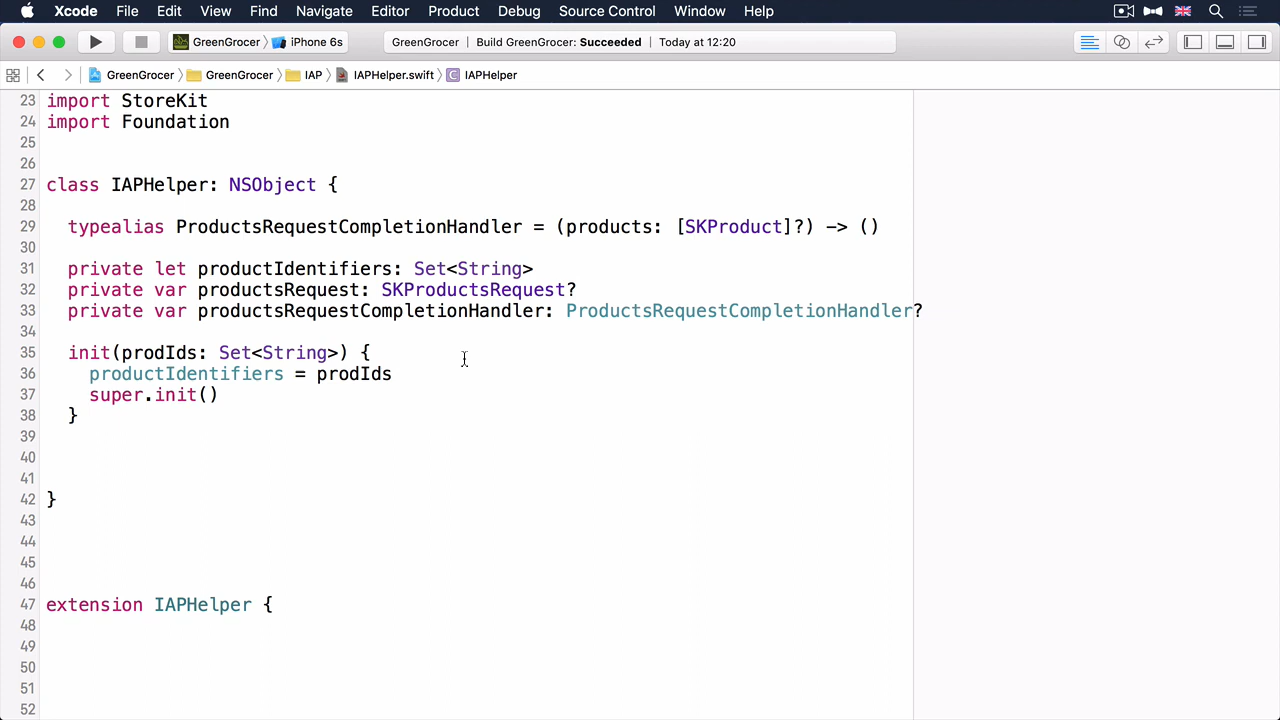 Xcode File Edit View Find Navigate Editor Product Debug Source Control Window Help
GreenGrocer iPhone 6s GreenGrocer Build GreenGrocer: Succeeded Today at 12:20
GreenGrocer GreenGrocer IAP IAPHelper.swift C IAPHelper
23 import StoreKit
24 import Foundation
25
26
27 class IAPHelper: NSObject {
28
29 typealias ProductsRequestCompletionHandler = (products: [SKProduct]?) -> ()
30
31 private let productIdentifiers: Set<String>
32 private var productsRequest: SKProductsRequest?
33 private var productsRequestCompletionHandler: ProductsRequestCompletionHandler?
34
35 init(prodIds: Set<String>) {
36 productIdentifiers = prodIds
37 super.init()
38 }
39
40
41
42 }
43
44
45
46
47 extension IAPHelper {
48
49
50
51
52